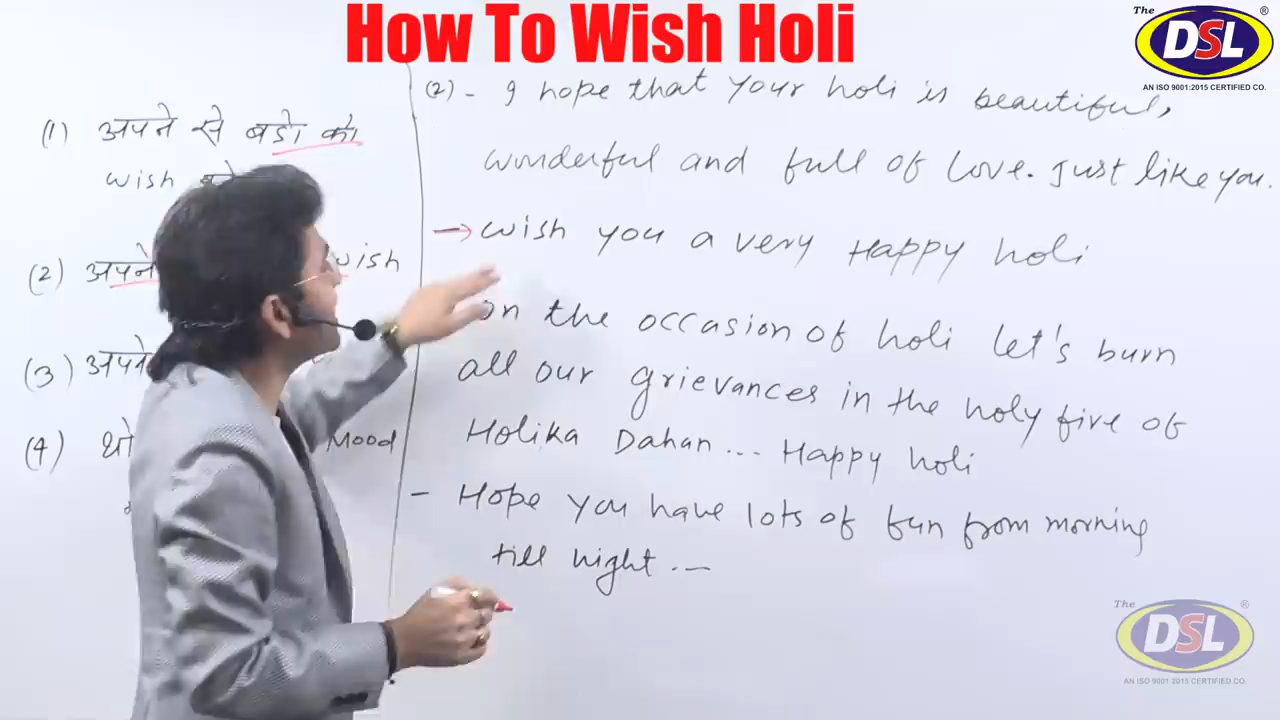 How To Wish Holi
The DSL ®
AN ISO 9001:2015 CERTIFIED CO.
(1) अपने से बडो को
wish
(2) अपने wish
(3) अपने
(4) Mood
(2) - I hope that your holi is beautiful,
wonderful and full of love. Just like you.
→ wish you a very Happy holi
on the occasion of holi let's burn
all our grievances in the holy fire of
Holika Dahan... Happy holi
- Hope you have lots of fun from morning
till night . —
The DSL ®
AN ISO 9001 2015 CERTIFIED CO.